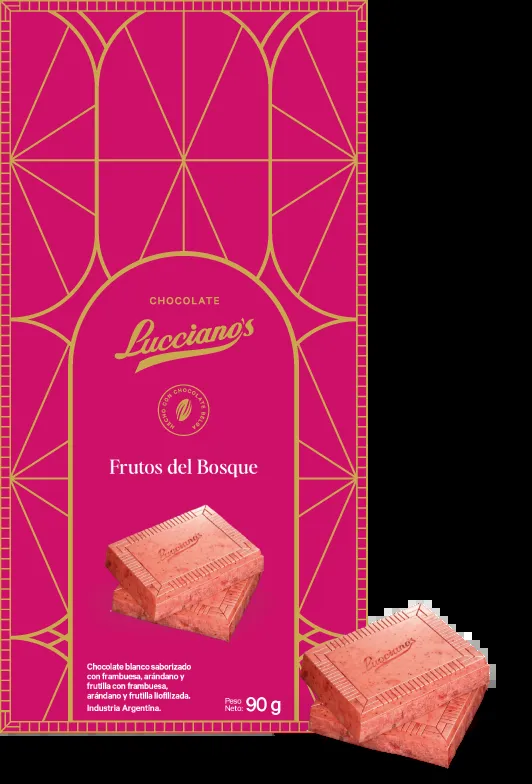 CHOCOLATE
Lucciano's
HECHO CON CHOCOLATE BELGA
Frutos del Bosque
Lucciano's
Chocolate blanco saborizado
con frambuesa, arándano y
frutilla con frambuesa,
arándano y frutilla liofilizada.
Industria Argentina.
Peso
Neto: 90 g
Lucciano's